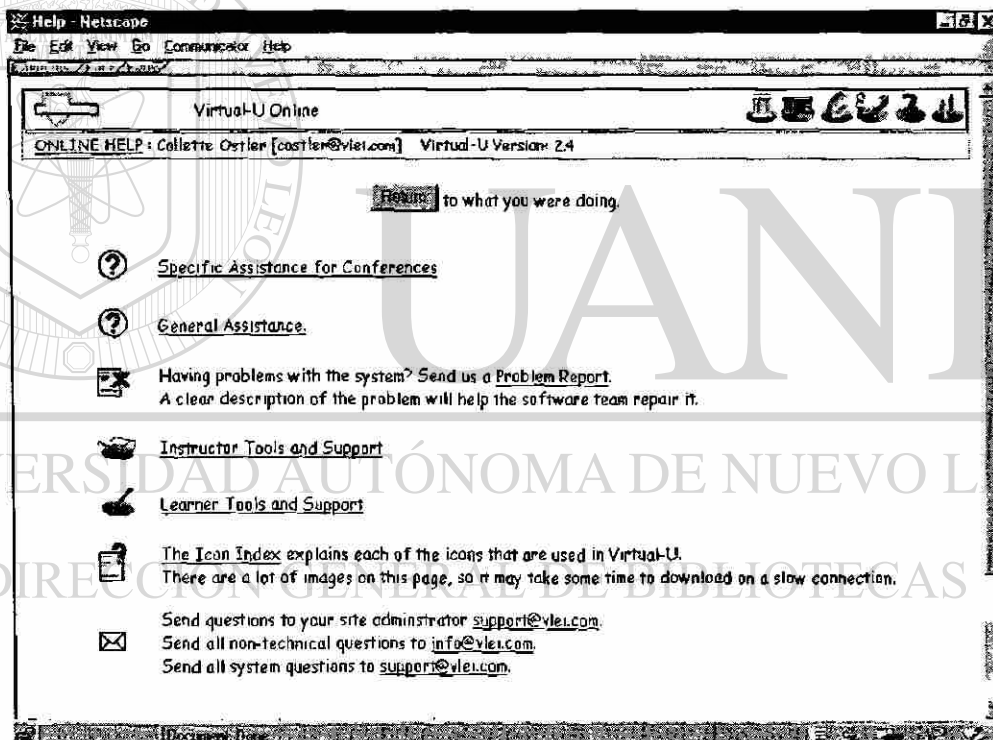 Help - Netscape
File Edit View Go Communicator Help
Virtual-U Online
ONLINE HELP: Collette Ostler [costler@vlei.com] Virtual-U Version: 2.4
Return to what you were doing.
Specific Assistance for Conferences
General Assistance.
Having problems with the system? Send us a Problem Report.
A clear description of the problem will help the software team repair it.
Instructor Tools and Support
Learner Tools and Support
The Icon Index explains each of the icons that are used in Virtual-U.
There are a lot of images on this page, so it may take some time to download on a slow connection.
Send questions to your site adminstrator support@vlei.com.
Send all non-technical questions to info@vlei.com.
Send all system questions to support@vlei.com.
Document Done
UANL
UNIVERSIDAD AUTÓNOMA DE NUEVO L
DIRECCIÓN GENERAL DE BIBLIOTECAS